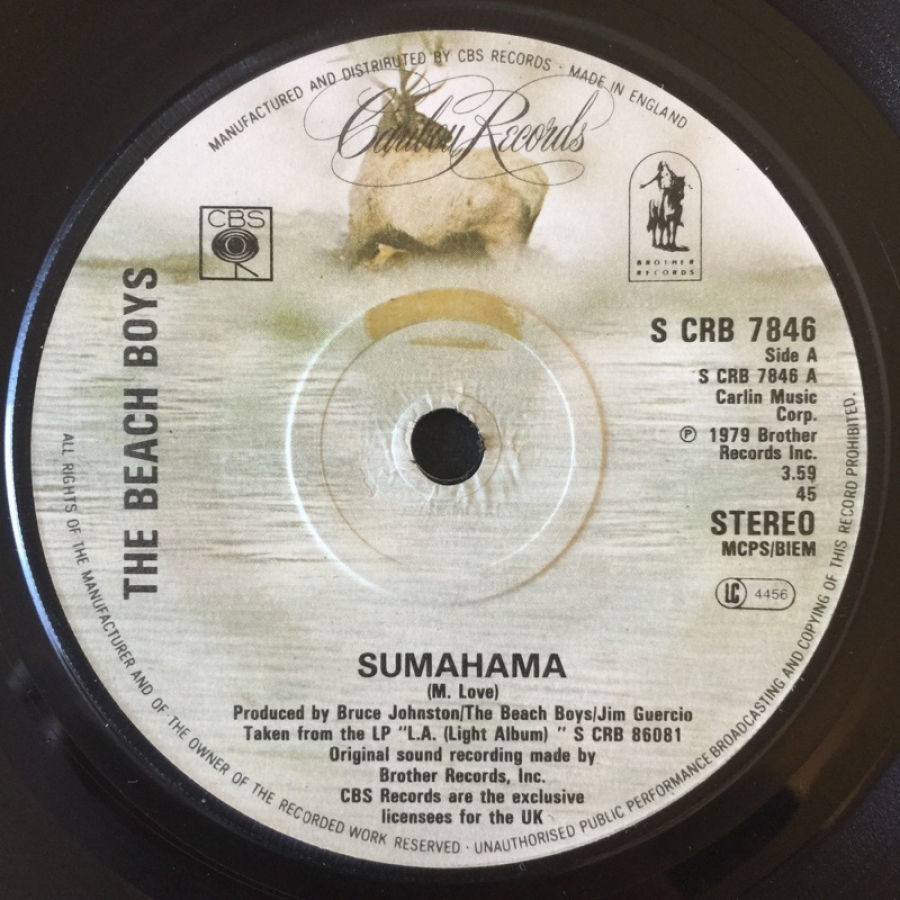 MANUFACTURED AND DISTRIBUTED BY CBS RECORDS · MADE IN ENGLAND
Caribou Records
CBS
BROTHER
RECORDS
THE BEACH BOYS
S CRB 7846
Side A
S CRB 7846 A
Carlin Music
Corp.
℗ 1979 Brother
Records Inc.
3.59
45
STEREO
MCPS/BIEM
LC 4456
SUMAHAMA
(M. Love)
Produced by Bruce Johnston/The Beach Boys/Jim Guercio
Taken from the LP "L.A. (Light Album) " S CRB 86081
Original sound recording made by
Brother Records, Inc.
CBS Records are the exclusive
licensees for the UK
ALL RIGHTS OF THE MANUFACTURER AND OF THE OWNER OF THE RECORDED WORK RESERVED · UNAUTHORISED PUBLIC PERFORMANCE BROADCASTING AND COPYING OF THIS RECORD PROHIBITED.